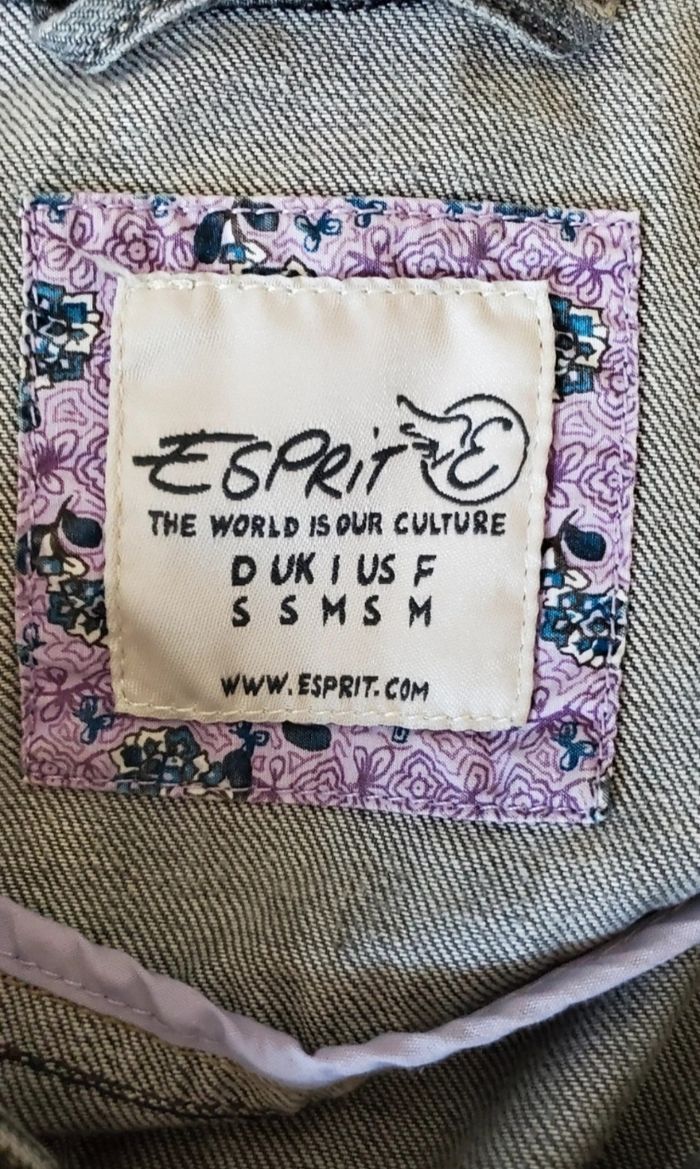 ESPRIT E
THE WORLD IS OUR CULTURE
D UK I US F
S S M S M
WWW.ESPRIT.COM